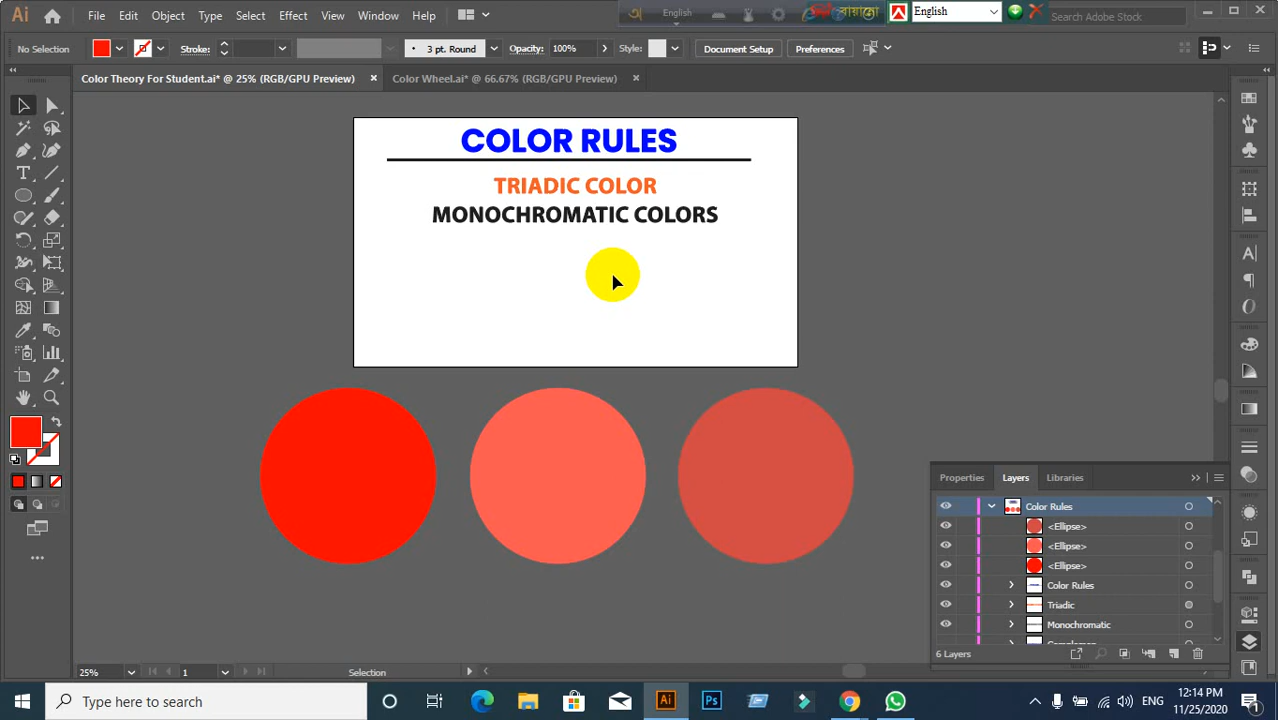 Ai File Edit Object Type Select Effect View Window Help
English
English
Search Adobe Stock
No Selection Stroke: 3 pt. Round Opacity: 100% Style: Document Setup Preferences
Color Theory For Student.ai* @ 25% (RGB/GPU Preview) Color Wheel.ai* @ 66.67% (RGB/GPU Preview)
COLOR RULES
TRIADIC COLOR
MONOCHROMATIC COLORS
Properties Layers Libraries
Color Rules
<Ellipse>
<Ellipse>
<Ellipse>
Color Rules
Triadic
Monochromatic
6 Layers
25% 1 Selection
Type here to search
Ai Ps
ENG
12:14 PM
11/25/2020